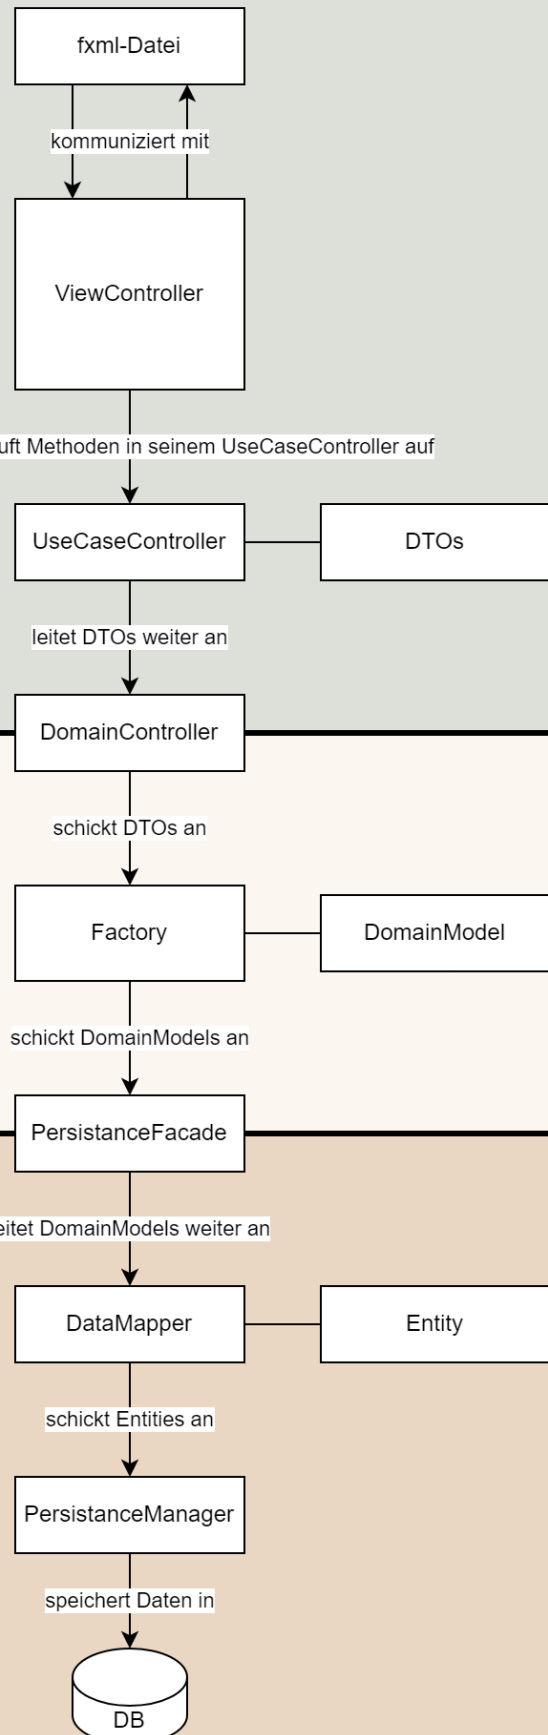 fxml-Datei
kommuniziert mit
ViewController
uft Methoden in seinem UseCaseController auf
UseCaseController
DTOs
leitet DTOs weiter an
DomainController
schickt DTOs an
Factory
DomainModel
schickt DomainModels an
PersistanceFacade
eitet DomainModels weiter an
DataMapper
Entity
schickt Entities an
PersistanceManager
speichert Daten in
DB